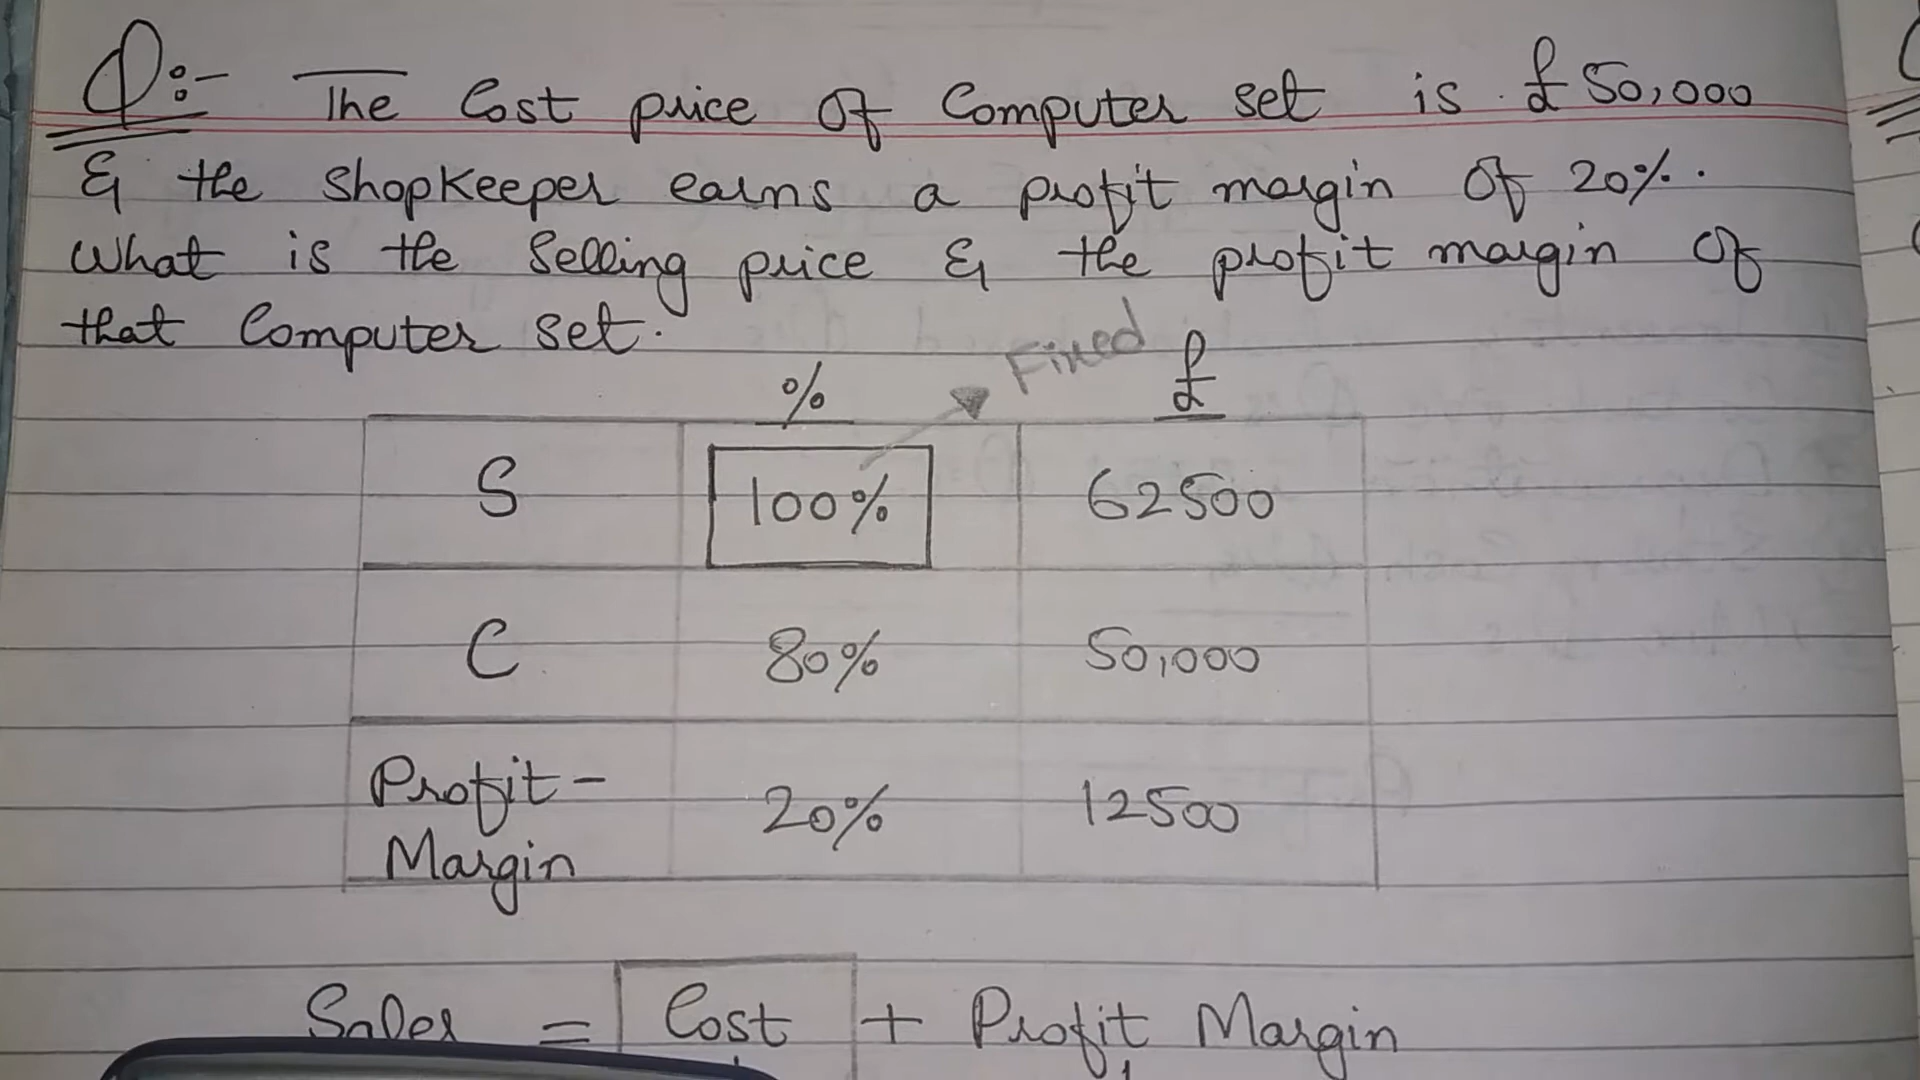 Q:- The Cost price of Computer set is £50,000
& the shopkeeper earns a profit margin of 20%.
What is the Selling price & the profit margin of
that Computer set.
Fixed
% £
S 100% 62500
C 80% 50,000
Profit-
Margin 20% 12500
Sales = Cost + Profit Margin